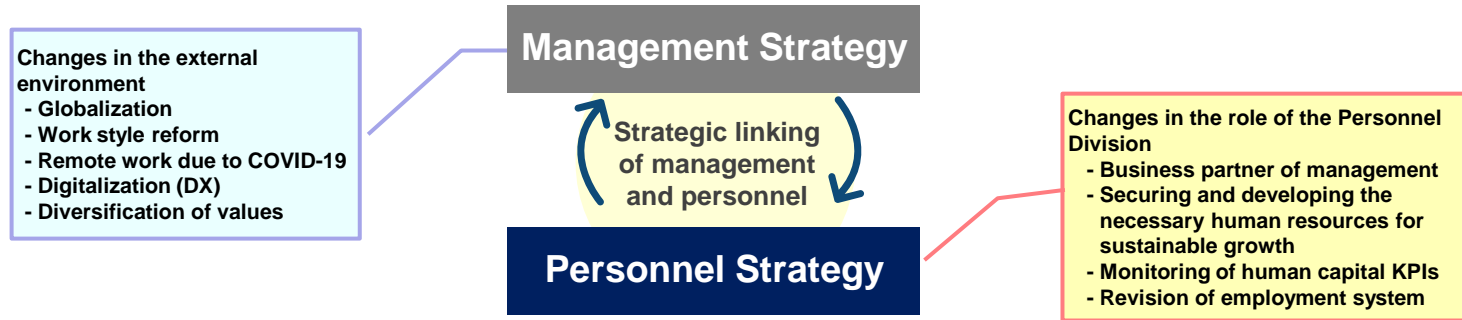 Changes in the external
environment
- Globalization
- Work style reform
- Remote work due to COVID-19
- Digitalization (DX)
- Diversification of values
Management Strategy
Strategic linking
of management
and personnel
Personnel Strategy
Changes in the role of the Personnel
Division
- Business partner of management
- Securing and developing the
necessary human resources for
sustainable growth
- Monitoring of human capital KPIs
- Revision of employment system